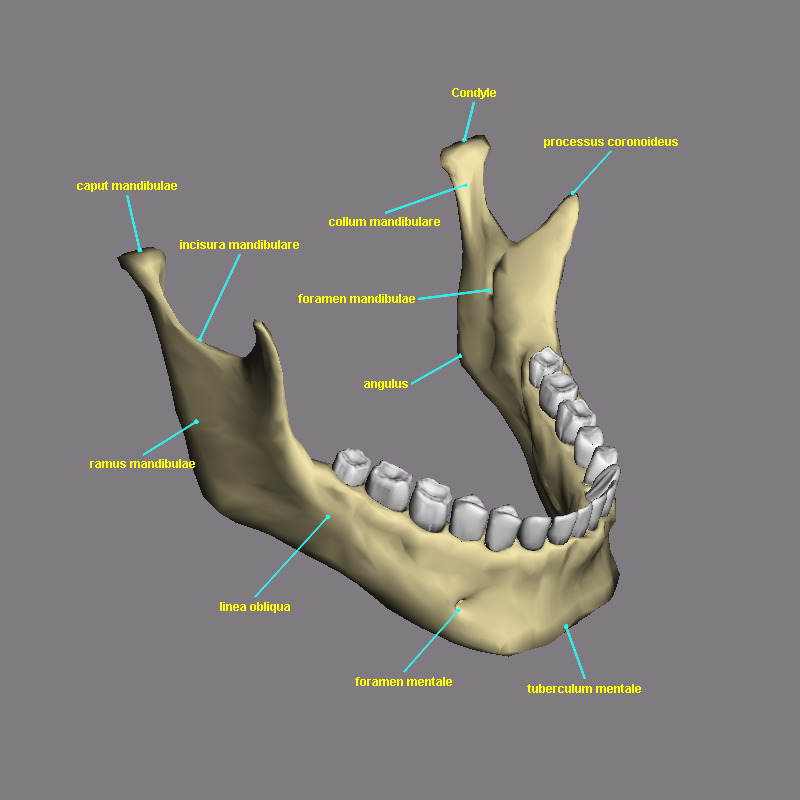 Condyle
processus coronoideus
caput mandibulae
collum mandibulare
incisura mandibulare
foramen mandibulae
angulus
ramus mandibulae
linea obliqua
foramen mentale
tuberculum mentale